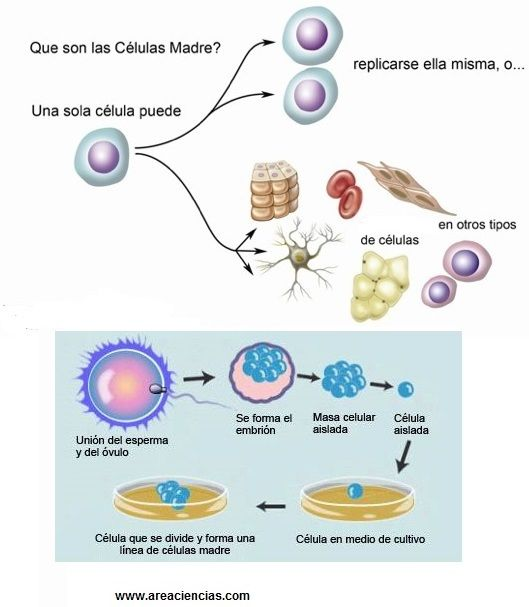 Que son las Células Madre?
replicarse ella misma, o...
Una sola célula puede
en otros tipos
de células
Unión del esperma
y del óvulo
Se forma el
embrión
Masa celular
aislada
Célula
aislada
Célula que se divide y forma una
línea de células madre
Célula en medio de cultivo
www.areaciencias.com